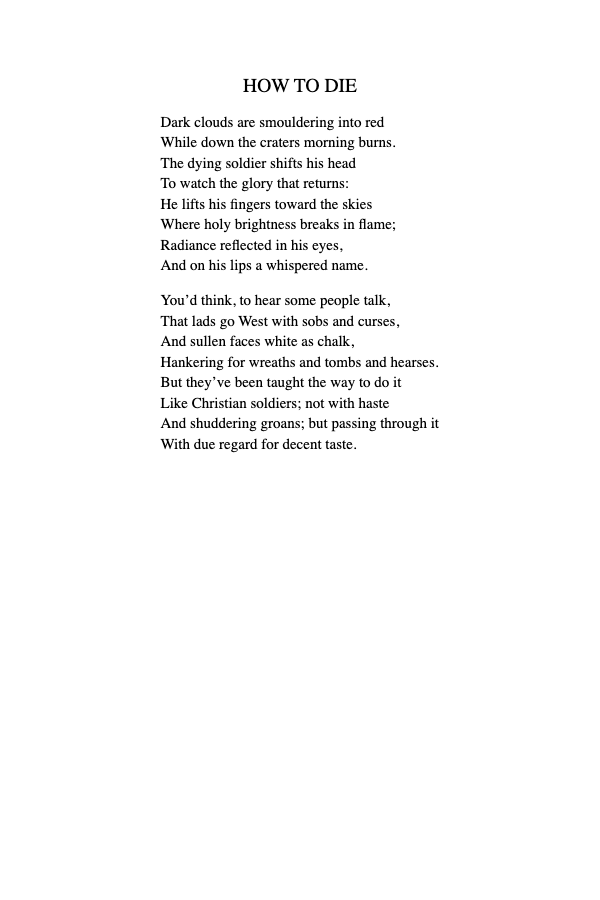 HOW TO DIE
Dark clouds are smouldering into red
While down the craters morning burns.
The dying soldier shifts his head
To watch the glory that returns:
He lifts his fingers toward the skies
Where holy brightness breaks in flame;
Radiance reflected in his eyes,
And on his lips a whispered name.
You’d think, to hear some people talk,
That lads go West with sobs and curses,
And sullen faces white as chalk,
Hankering for wreaths and tombs and hearses.
But they’ve been taught the way to do it
Like Christian soldiers; not with haste
And shuddering groans; but passing through it
With due regard for decent taste.